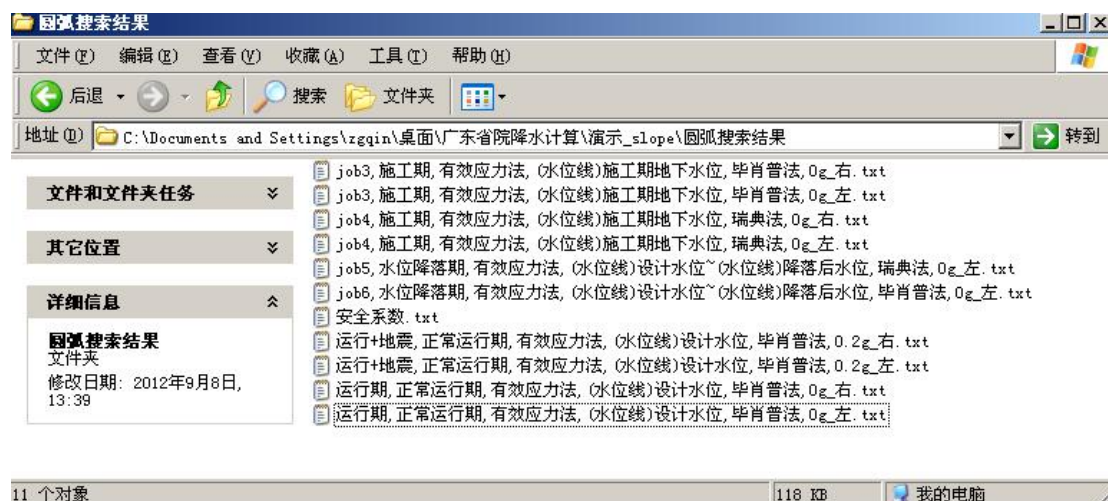 圆弧搜索结果
文件(F) 编辑(E) 查看(V) 收藏(A) 工具(T) 帮助(H)
后退 搜索 文件夹
地址(D) C:\Documents and Settings\zgqin\桌面\广东省院降水计算\演示_slope\圆弧搜索结果 转到
文件和文件夹任务
其它位置
详细信息
圆弧搜索结果
文件夹
修改日期: 2012年9月8日,
13:39
job3,施工期,有效应力法,(水位线)施工期地下水位,毕肖普法,0g_右.txt
job3,施工期,有效应力法,(水位线)施工期地下水位,毕肖普法,0g_左.txt
job4,施工期,有效应力法,(水位线)施工期地下水位,瑞典法,0g_右.txt
job4,施工期,有效应力法,(水位线)施工期地下水位,瑞典法,0g_左.txt
job5,水位降落期,有效应力法,(水位线)设计水位~(水位线)降落后水位,瑞典法,0g_左.txt
job6,水位降落期,有效应力法,(水位线)设计水位~(水位线)降落后水位,毕肖普法,0g_左.txt
安全系数.txt
运行+地震,正常运行期,有效应力法,(水位线)设计水位,毕肖普法,0.2g_右.txt
运行+地震,正常运行期,有效应力法,(水位线)设计水位,毕肖普法,0.2g_左.txt
运行期,正常运行期,有效应力法,(水位线)设计水位,毕肖普法,0g_右.txt
运行期,正常运行期,有效应力法,(水位线)设计水位,毕肖普法,0g_左.txt
11 个对象 118 KB 我的电脑